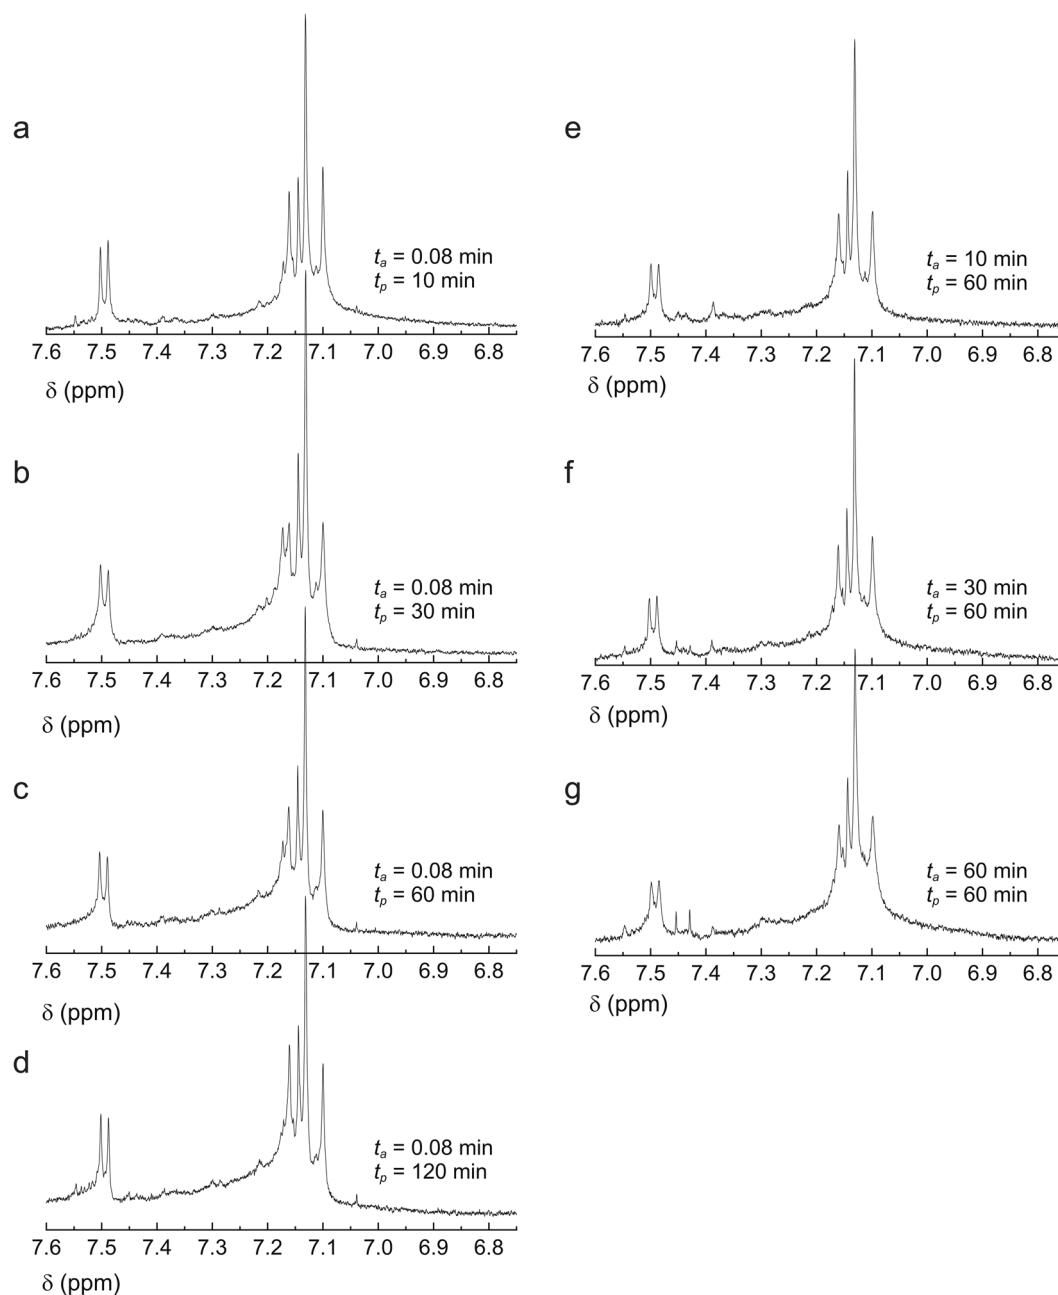 a
t_a = 0.08 min
t_p = 10 min
7.6 7.5 7.4 7.3 7.2 7.1 7.0 6.9 6.8
δ (ppm)
b
t_a = 0.08 min
t_p = 30 min
7.6 7.5 7.4 7.3 7.2 7.1 7.0 6.9 6.8
δ (ppm)
c
t_a = 0.08 min
t_p = 60 min
7.6 7.5 7.4 7.3 7.2 7.1 7.0 6.9 6.8
δ (ppm)
d
t_a = 0.08 min
t_p = 120 min
7.6 7.5 7.4 7.3 7.2 7.1 7.0 6.9 6.8
δ (ppm)
e
t_a = 10 min
t_p = 60 min
7.6 7.5 7.4 7.3 7.2 7.1 7.0 6.9 6.8
δ (ppm)
f
t_a = 30 min
t_p = 60 min
7.6 7.5 7.4 7.3 7.2 7.1 7.0 6.9 6.8
δ (ppm)
g
t_a = 60 min
t_p = 60 min
7.6 7.5 7.4 7.3 7.2 7.1 7.0 6.9 6.8
δ (ppm)